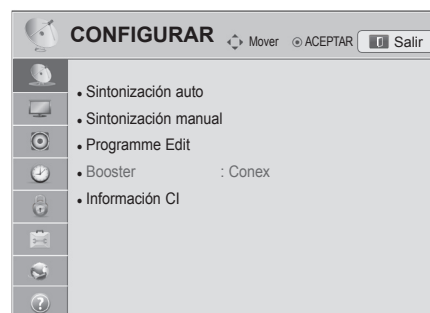 CONFIGURAR Mover ACEPTAR Salir
• Sintonización auto
• Sintonización manual
• Programme Edit
• Booster : Conex
• Información CI